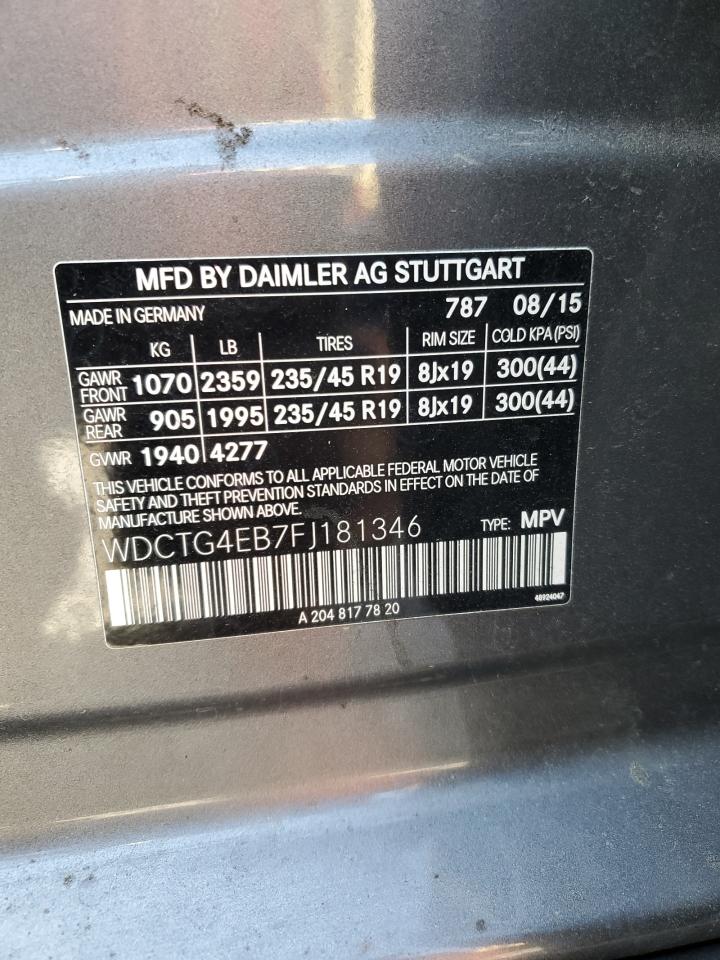 MFD BY DAIMLER AG STUTTGART
MADE IN GERMANY 787 08/15
KG LB TIRES RIM SIZE COLD KPA (PSI)
GAWR FRONT 1070 2359 235/45 R19 8Jx19 300(44)
GAWR REAR 905 1995 235/45 R19 8Jx19 300(44)
GVWR 1940 4277
THIS VEHICLE CONFORMS TO ALL APPLICABLE FEDERAL MOTOR VEHICLE
SAFETY AND THEFT PREVENTION STANDARDS IN EFFECT ON THE DATE OF
MANUFACTURE SHOWN ABOVE.
WDCTG4EB7FJ181346 TYPE: MPV
A 204 817 78 20 48924047